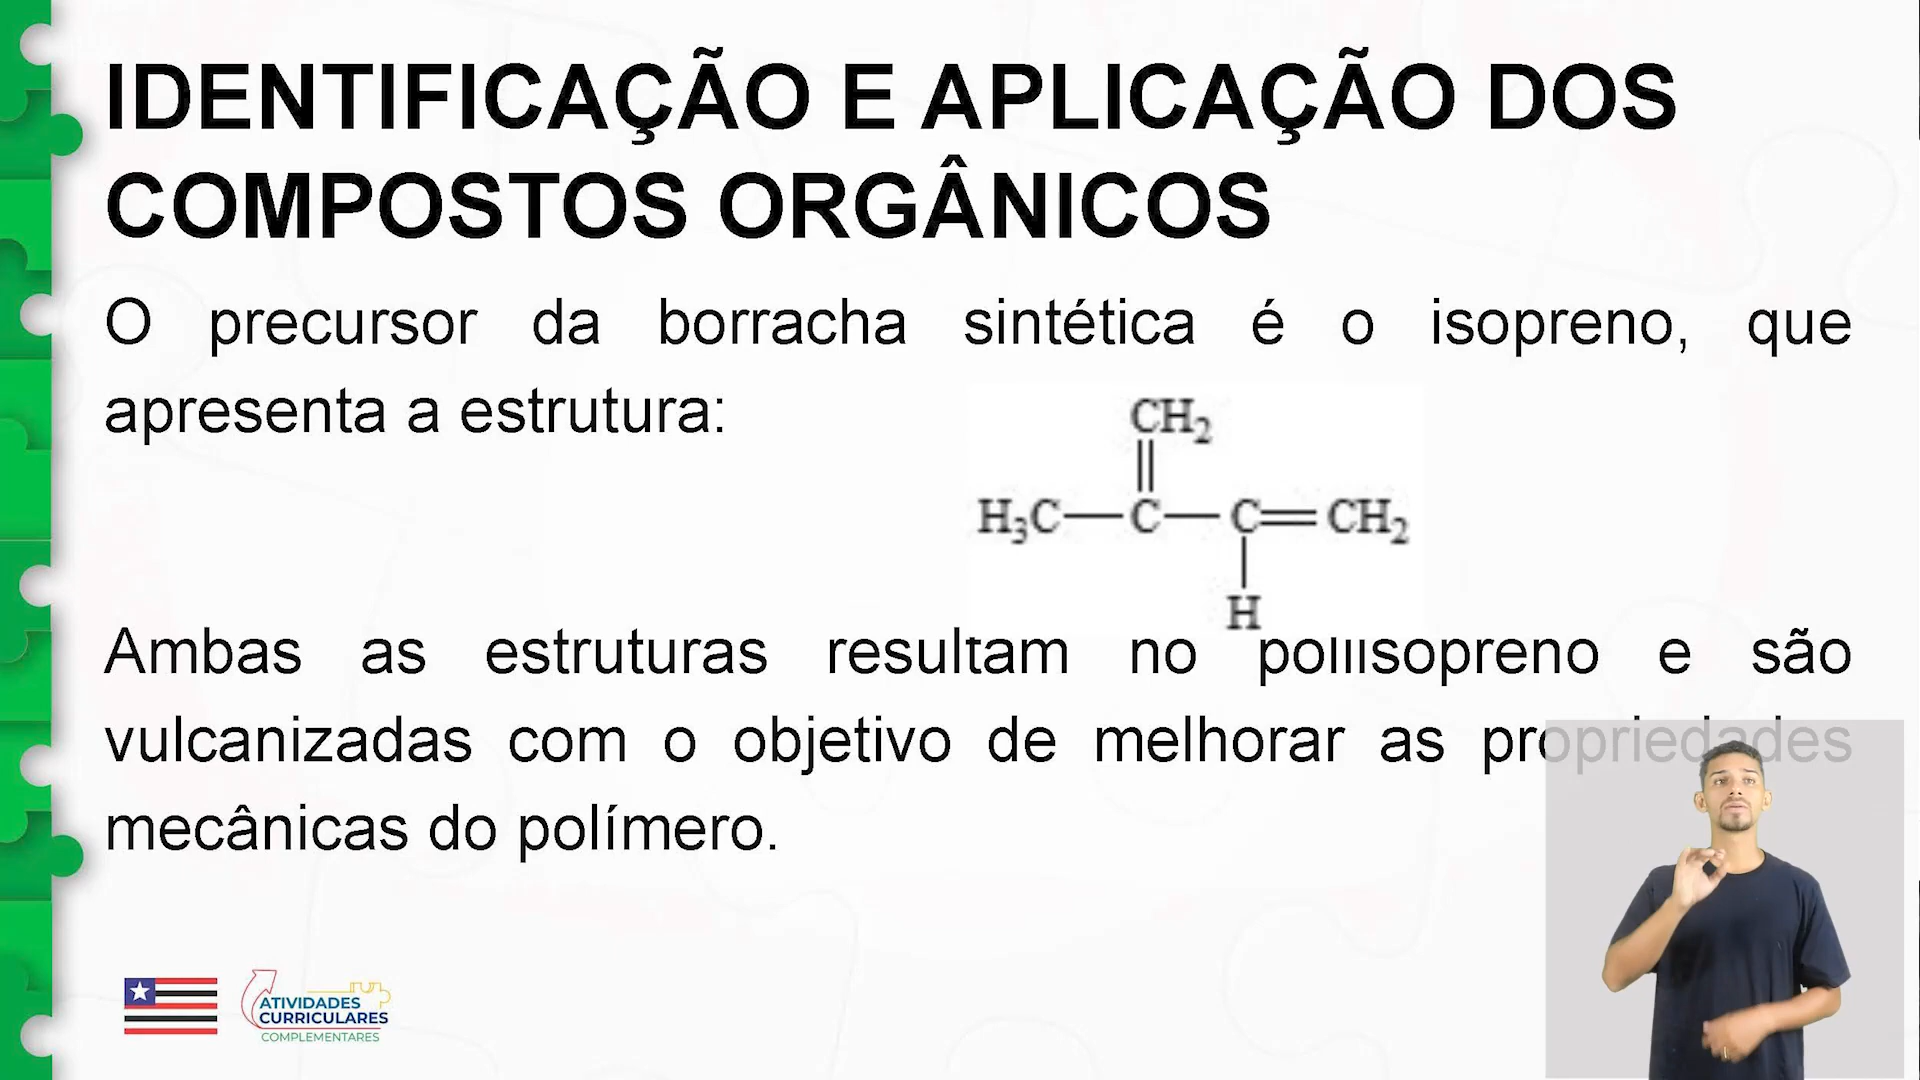 IDENTIFICAÇÃO E APLICAÇÃO DOS
COMPOSTOS ORGÂNICOS
O precursor da borracha sintética é o isopreno, que
apresenta a estrutura:
CH₂
H₃C — C — C = CH₂
H
Ambas as estruturas resultam no poliisopreno e são
vulcanizadas com o objetivo de melhorar as propriedades
mecânicas do polímero.
ATIVIDADES
CURRICULARES
COMPLEMENTARES